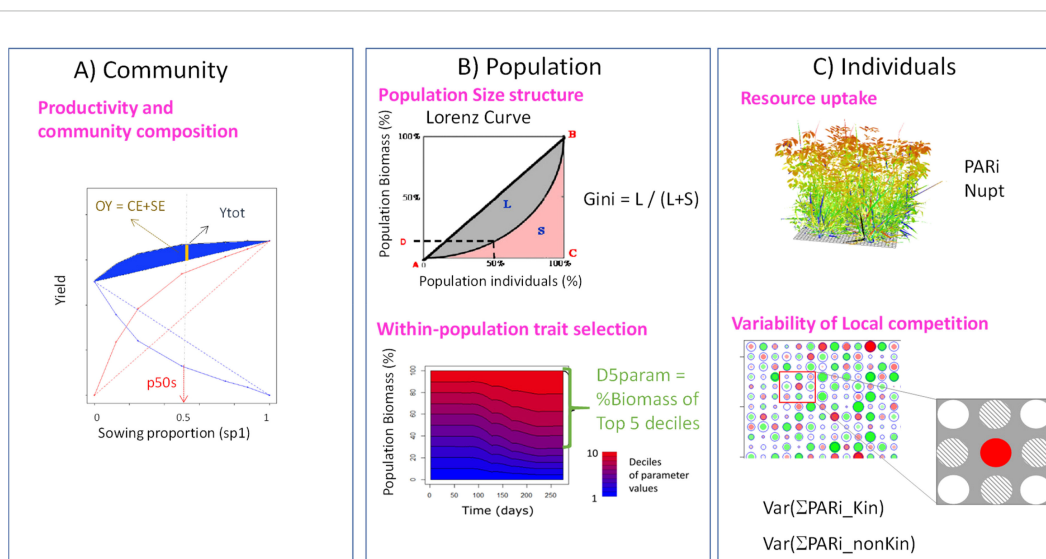 A) Community
Productivity and
community composition
OY = CE+SE
Ytot
Yield
p50s
0
0.5
1
Sowing proportion (sp1)
B) Population
Population Size structure
Lorenz Curve
Population Biomass (%)
100%
50%
D
A
0
50%
100%
B
C
L
S
Population individuals (%)
Gini = L / (L+S)
Within-population trait selection
Population Biomass (%)
100
80
60
40
20
0
0
50
100
150
200
250
Time (days)
10
1
Deciles
of parameter
values
D5param =
%Biomass of
Top 5 deciles
C) Individuals
Resource uptake
PARi
Nupt
Variability of Local competition
Var(ΣPARi_Kin)
Var(ΣPARi_nonKin)